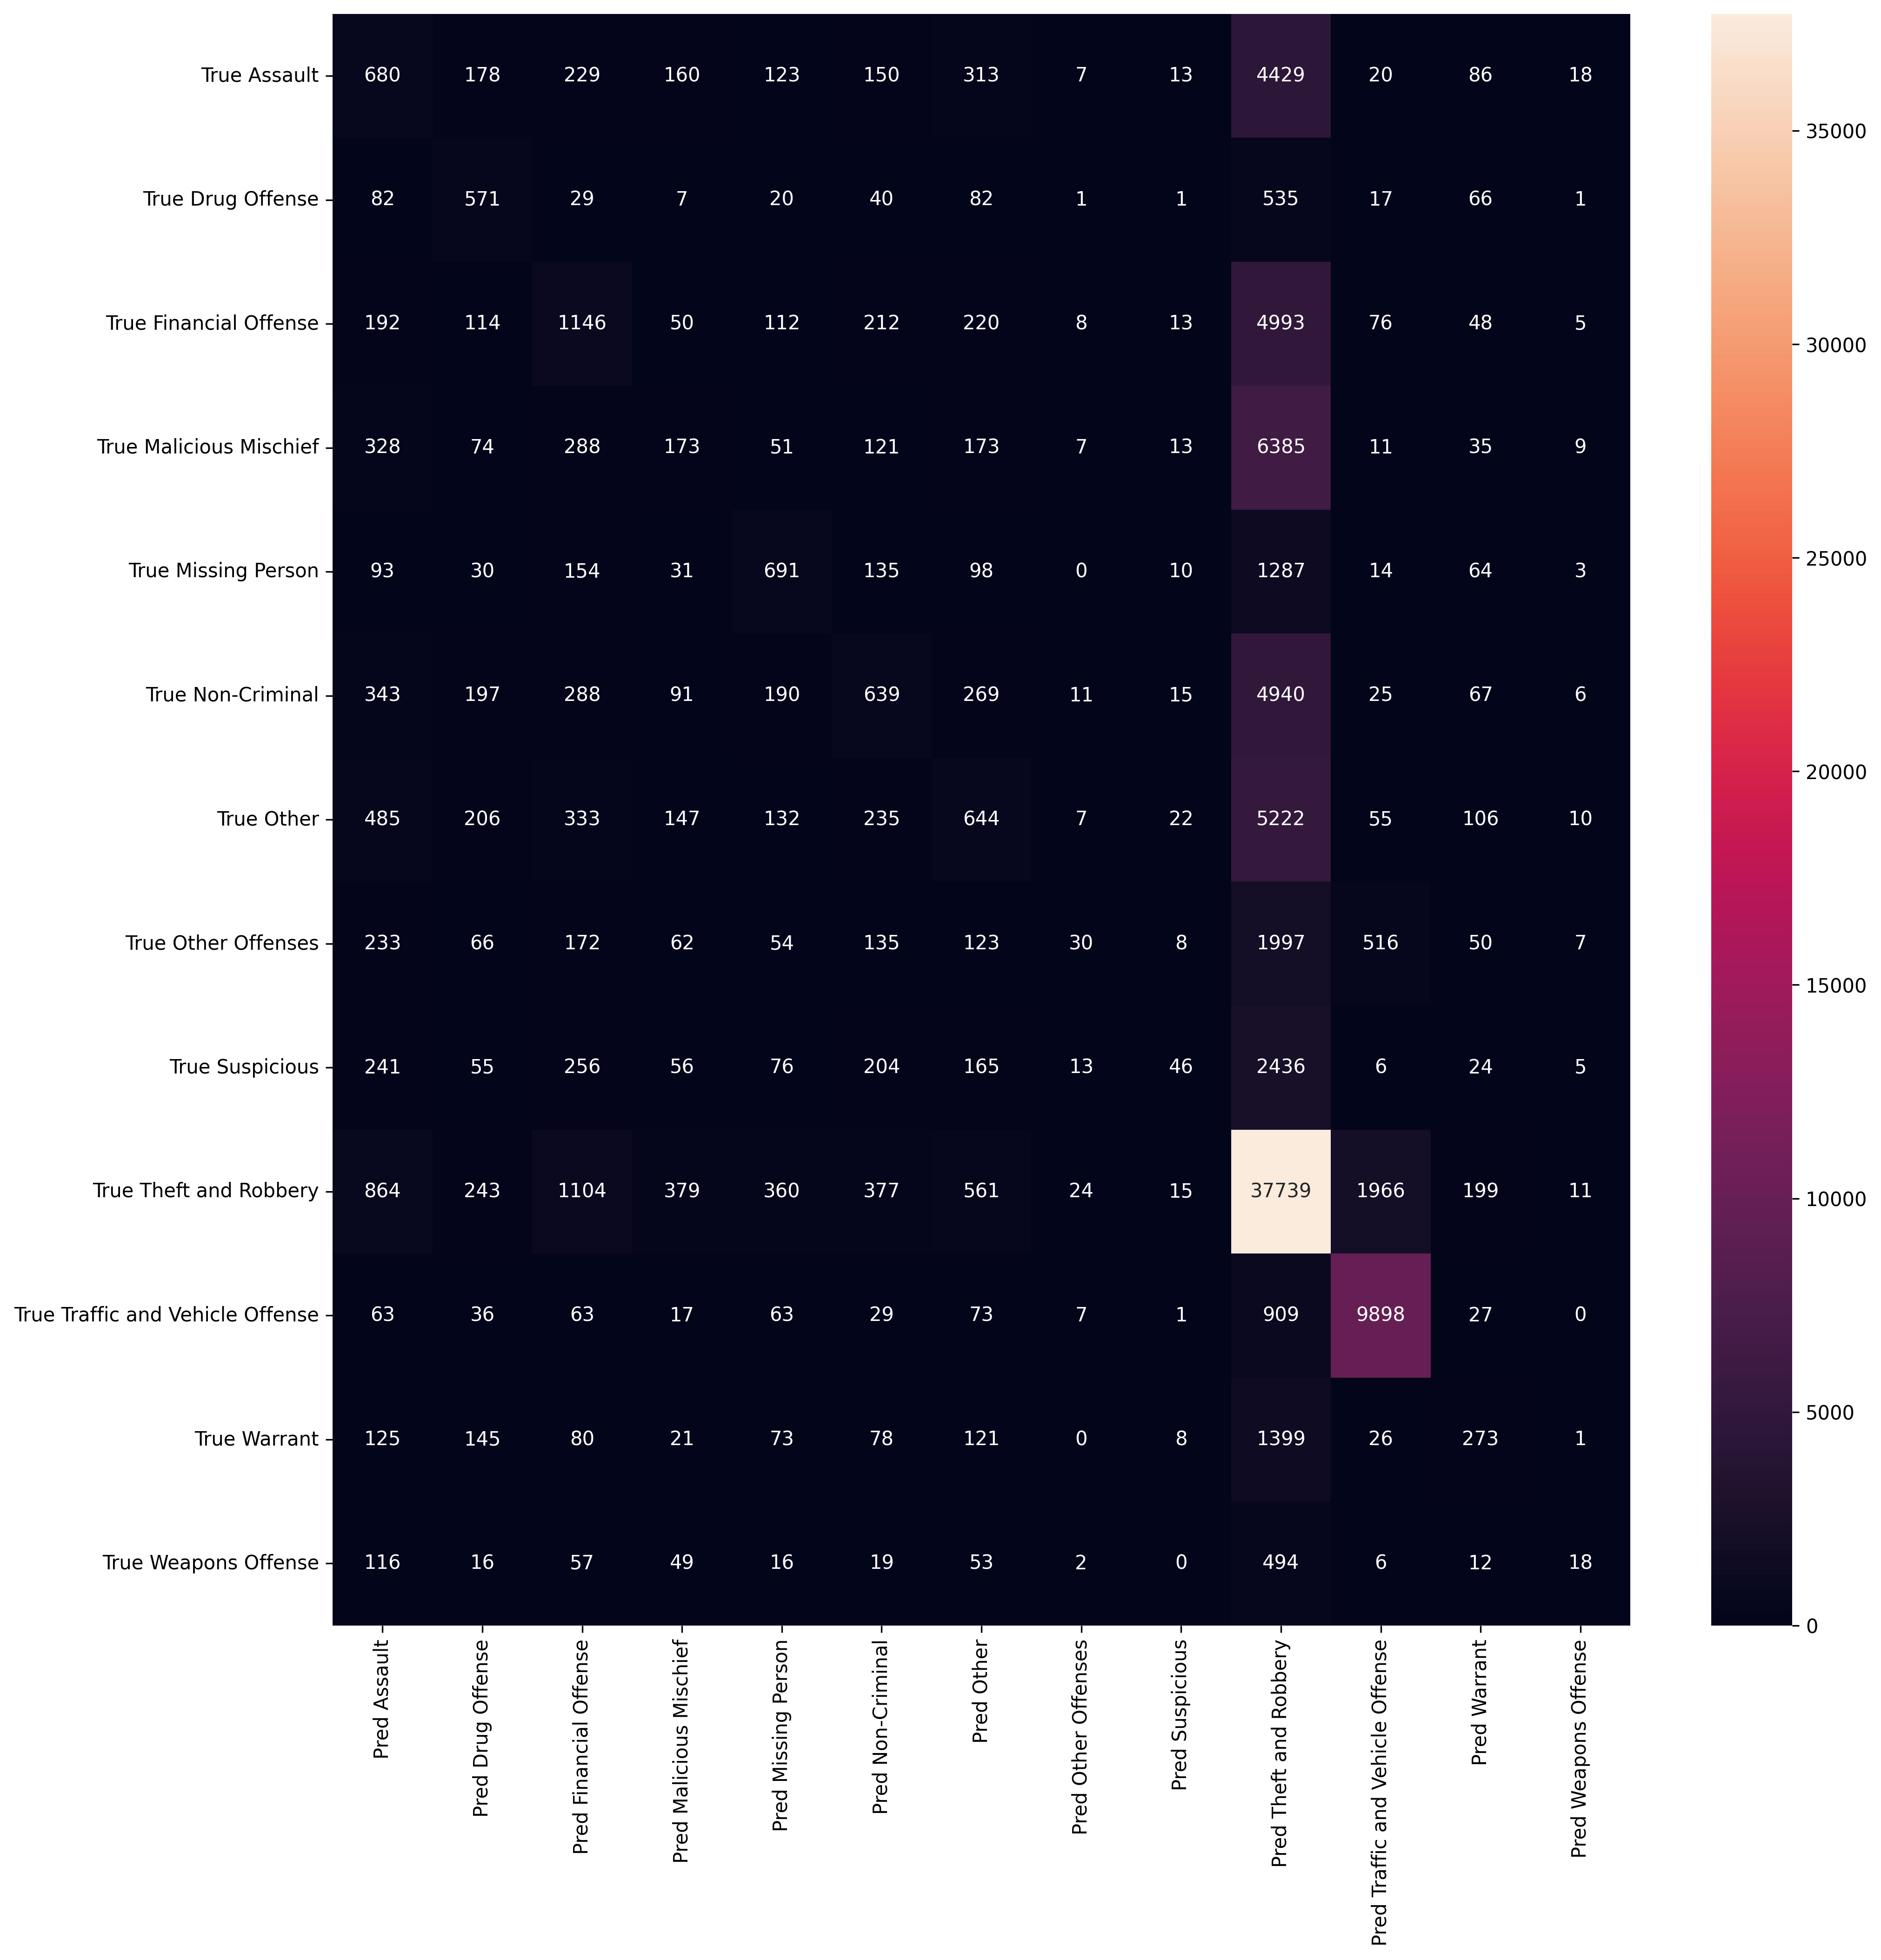 True Assault 680 178 229 160 123 150 313 7 13 4429 20 86 18
True Drug Offense 82 571 29 7 20 40 82 1 1 535 17 66 1
True Financial Offense 192 114 1146 50 112 212 220 8 13 4993 76 48 5
True Malicious Mischief 328 74 288 173 51 121 173 7 13 6385 11 35 9
True Missing Person 93 30 154 31 691 135 98 0 10 1287 14 64 3
True Non-Criminal 343 197 288 91 190 639 269 11 15 4940 25 67 6
True Other 485 206 333 147 132 235 644 7 22 5222 55 106 10
True Other Offenses 233 66 172 62 54 135 123 30 8 1997 516 50 7
True Suspicious 241 55 256 56 76 204 165 13 46 2436 6 24 5
True Theft and Robbery 864 243 1104 379 360 377 561 24 15 37739 1966 199 11
True Traffic and Vehicle Offense 63 36 63 17 63 29 73 7 1 909 9898 27 0
True Warrant 125 145 80 21 73 78 121 0 8 1399 26 273 1
True Weapons Offense 116 16 57 49 16 19 53 2 0 494 6 12 18
Pred Assault
Pred Drug Offense
Pred Financial Offense
Pred Malicious Mischief
Pred Missing Person
Pred Non-Criminal
Pred Other
Pred Other Offenses
Pred Suspicious
Pred Theft and Robbery
Pred Traffic and Vehicle Offense
Pred Warrant
Pred Weapons Offense
35000
30000
25000
20000
15000
10000
5000
0